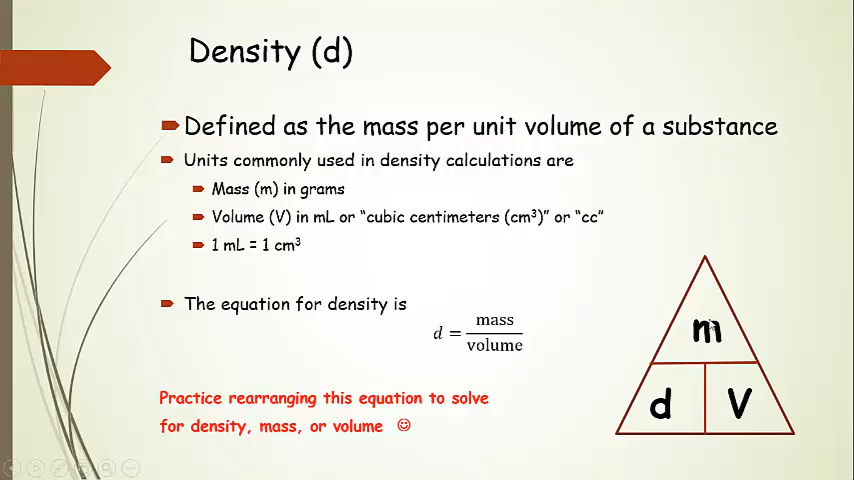 Density (d)
Defined as the mass per unit volume of a substance
Units commonly used in density calculations are
Mass (m) in grams
Volume (V) in mL or “cubic centimeters (cm³)” or “cc”
1 mL = 1 cm³
The equation for density is
d = mass/volume
Practice rearranging this equation to solve
for density, mass, or volume ☺
m
d V